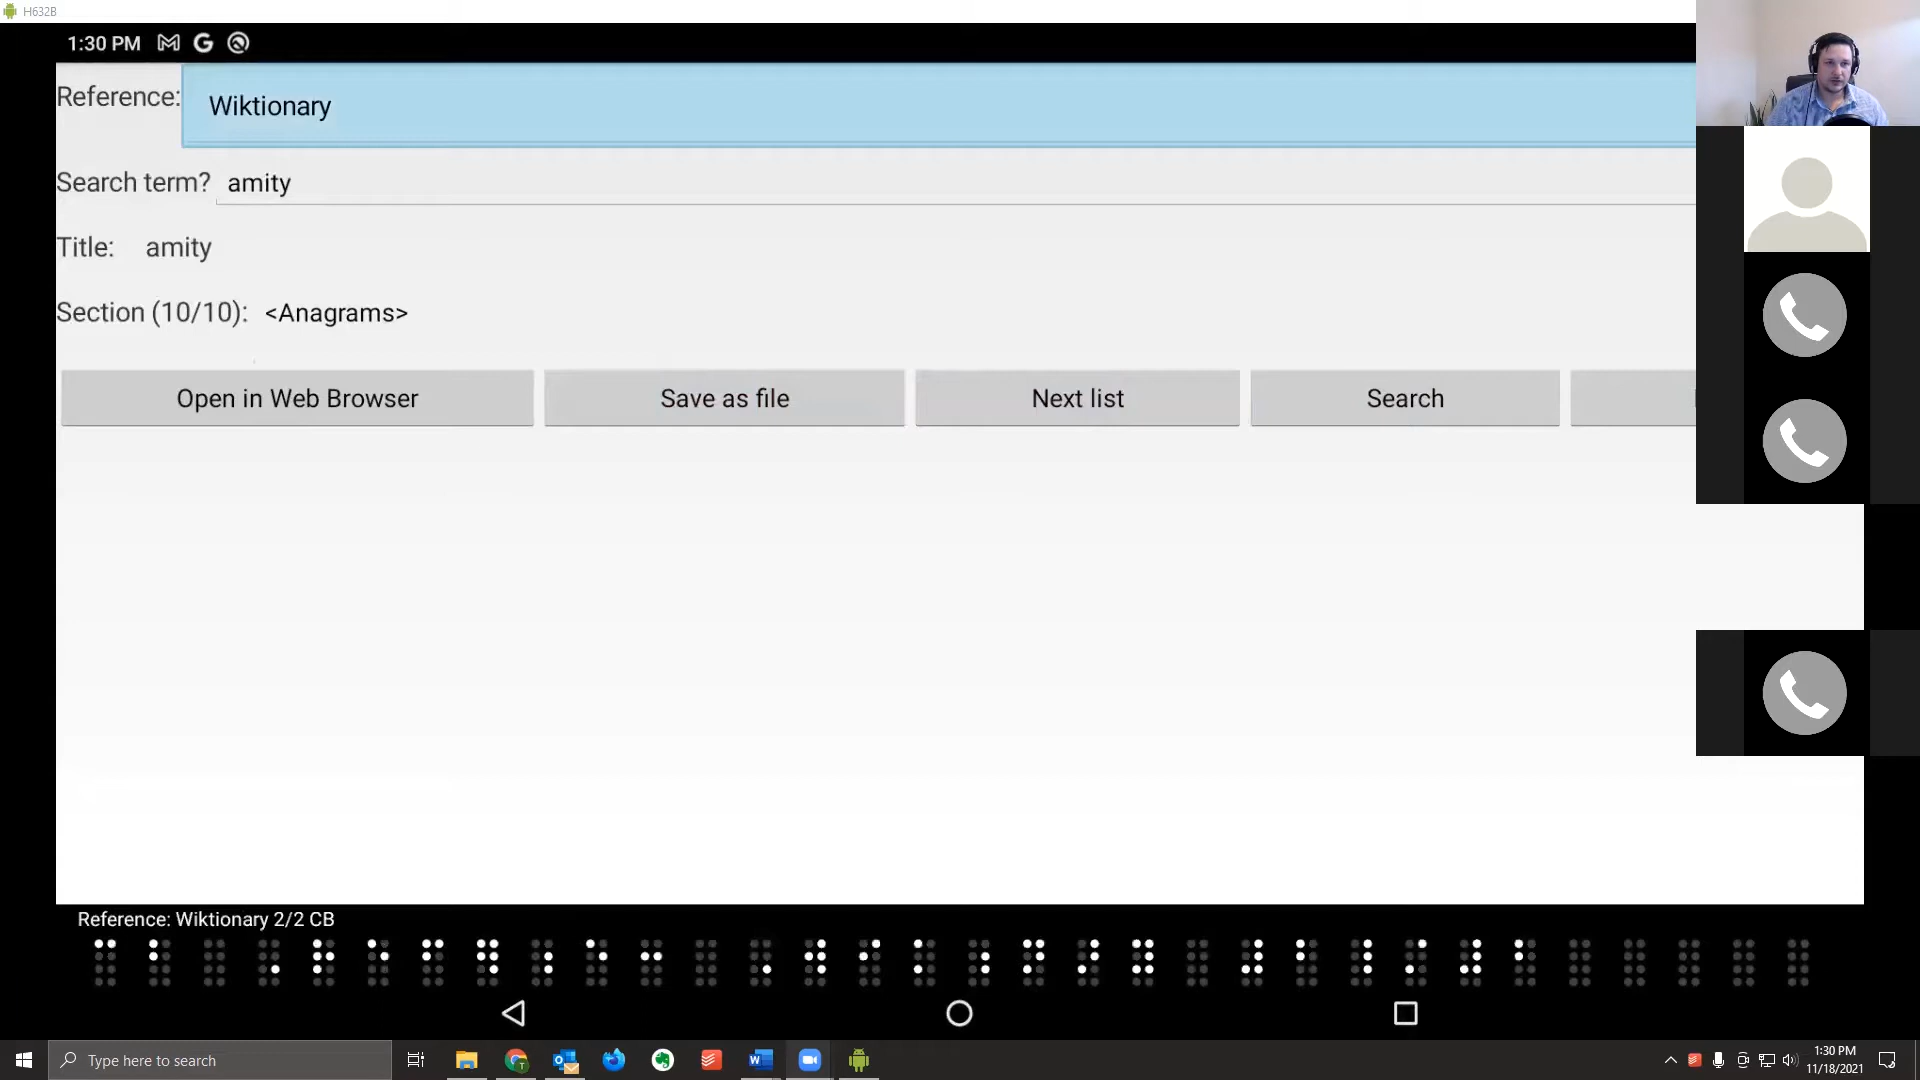 H632B
1:30 PM
Reference: Wiktionary
Search term? amity
Title: amity
Section (10/10): <Anagrams>
Open in Web Browser Save as file Next list Search
Reference: Wiktionary 2/2 CB
Type here to search
1:30 PM
11/18/2021